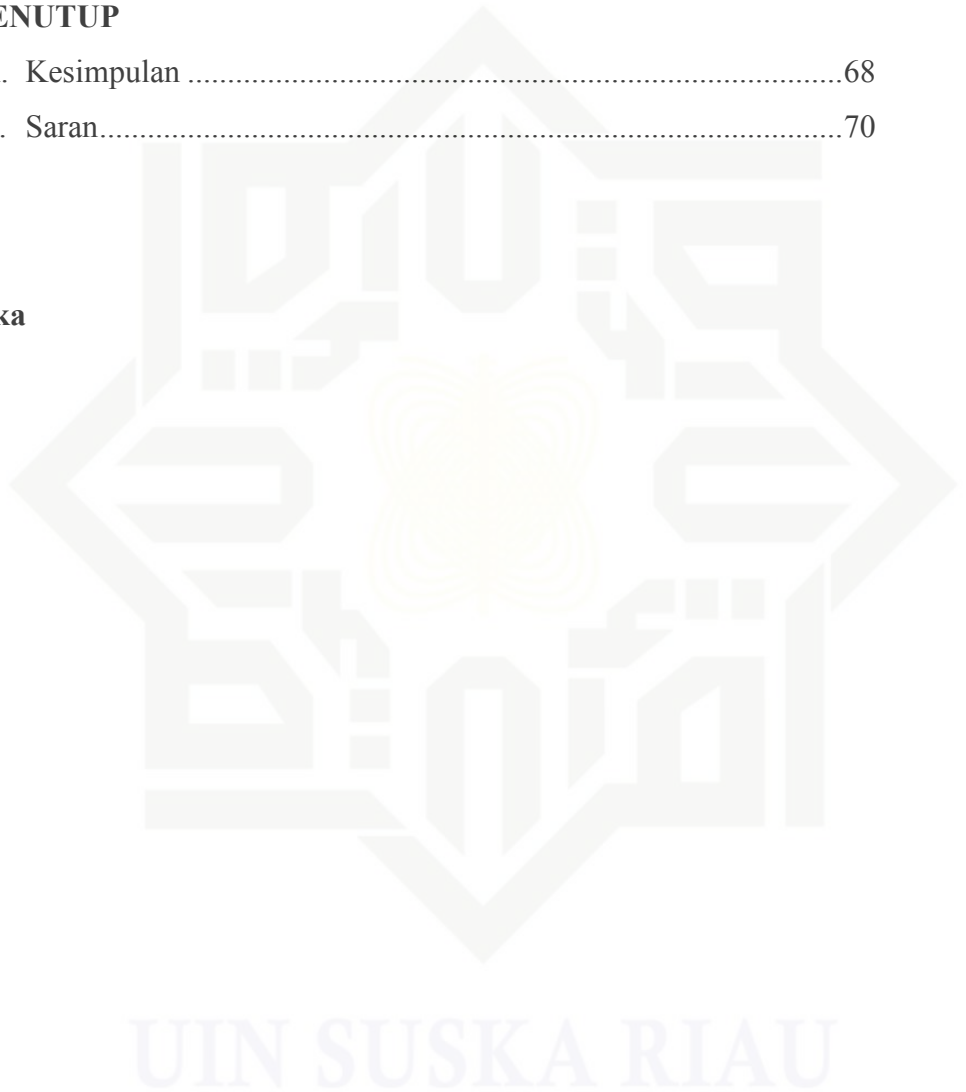 ENUTUP
. Kesimpulan ....................................................................................68
. Saran...............................................................................................70
ka
UIN SUSKA RIAU